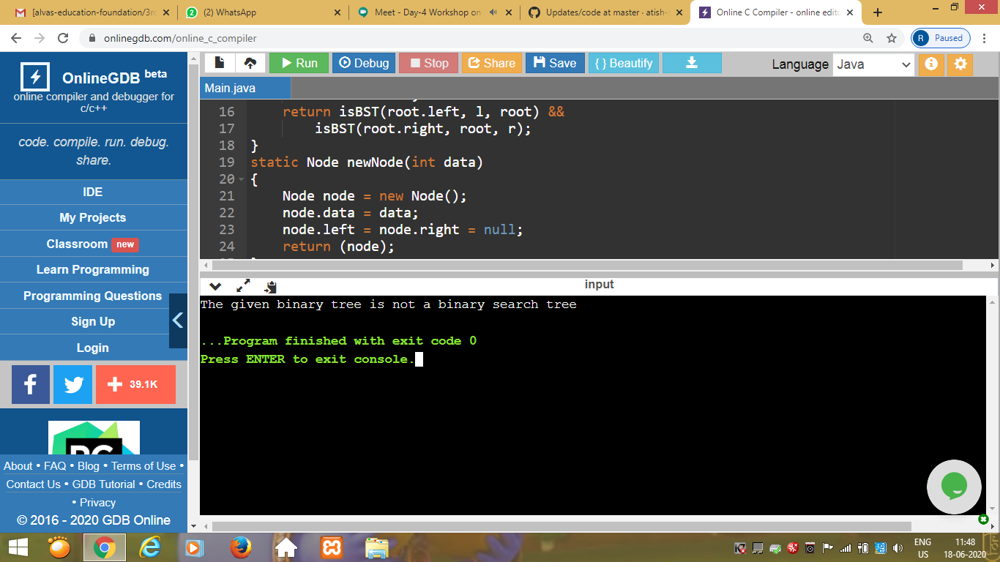 [alvas-education-foundation/3rd
(2) WhatsApp
Meet - Day-4 Workshop on
Updates/code at master · atish-
Online C Compiler - online edito
onlinegdb.com/online_c_compiler
R Paused
OnlineGDB beta
online compiler and debugger for
c/c++
code. compile. run. debug.
share.
IDE
My Projects
Classroom new
Learn Programming
Programming Questions
Sign Up
Login
39.1K
PC
About • FAQ • Blog • Terms of Use •
Contact Us • GDB Tutorial • Credits
• Privacy
© 2016 - 2020 GDB Online
Run
Debug
Stop
Share
Save
{ } Beautify
Language Java
Main.java
16 return isBST(root.left, l, root) &&
17 isBST(root.right, root, r);
18 }
19 static Node newNode(int data)
20 {
21 Node node = new Node();
22 node.data = data;
23 node.left = node.right = null;
24 return (node);
input
The given binary tree is not a binary search tree
...Program finished with exit code 0
Press ENTER to exit console.
ENG
US
11:48
18-06-2020